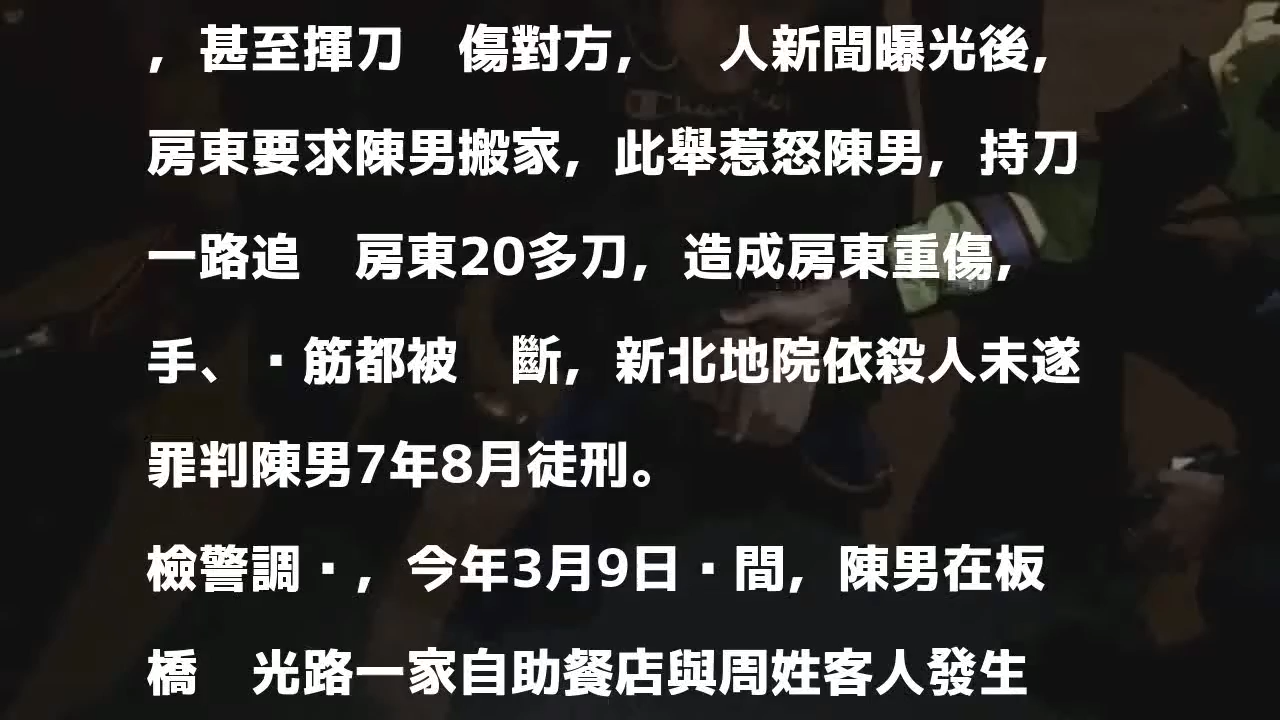 ，甚至揮刀　傷對方，　人新聞曝光後，
房東要求陳男搬家，此舉惹怒陳男，持刀
一路追　房東20多刀，造成房東重傷，
手、▪筋都被　斷，新北地院依殺人未遂
罪判陳男7年8月徒刑。
檢警調▪，今年3月9日▪間，陳男在板
橋　光路一家自助餐店與周姓客人發生